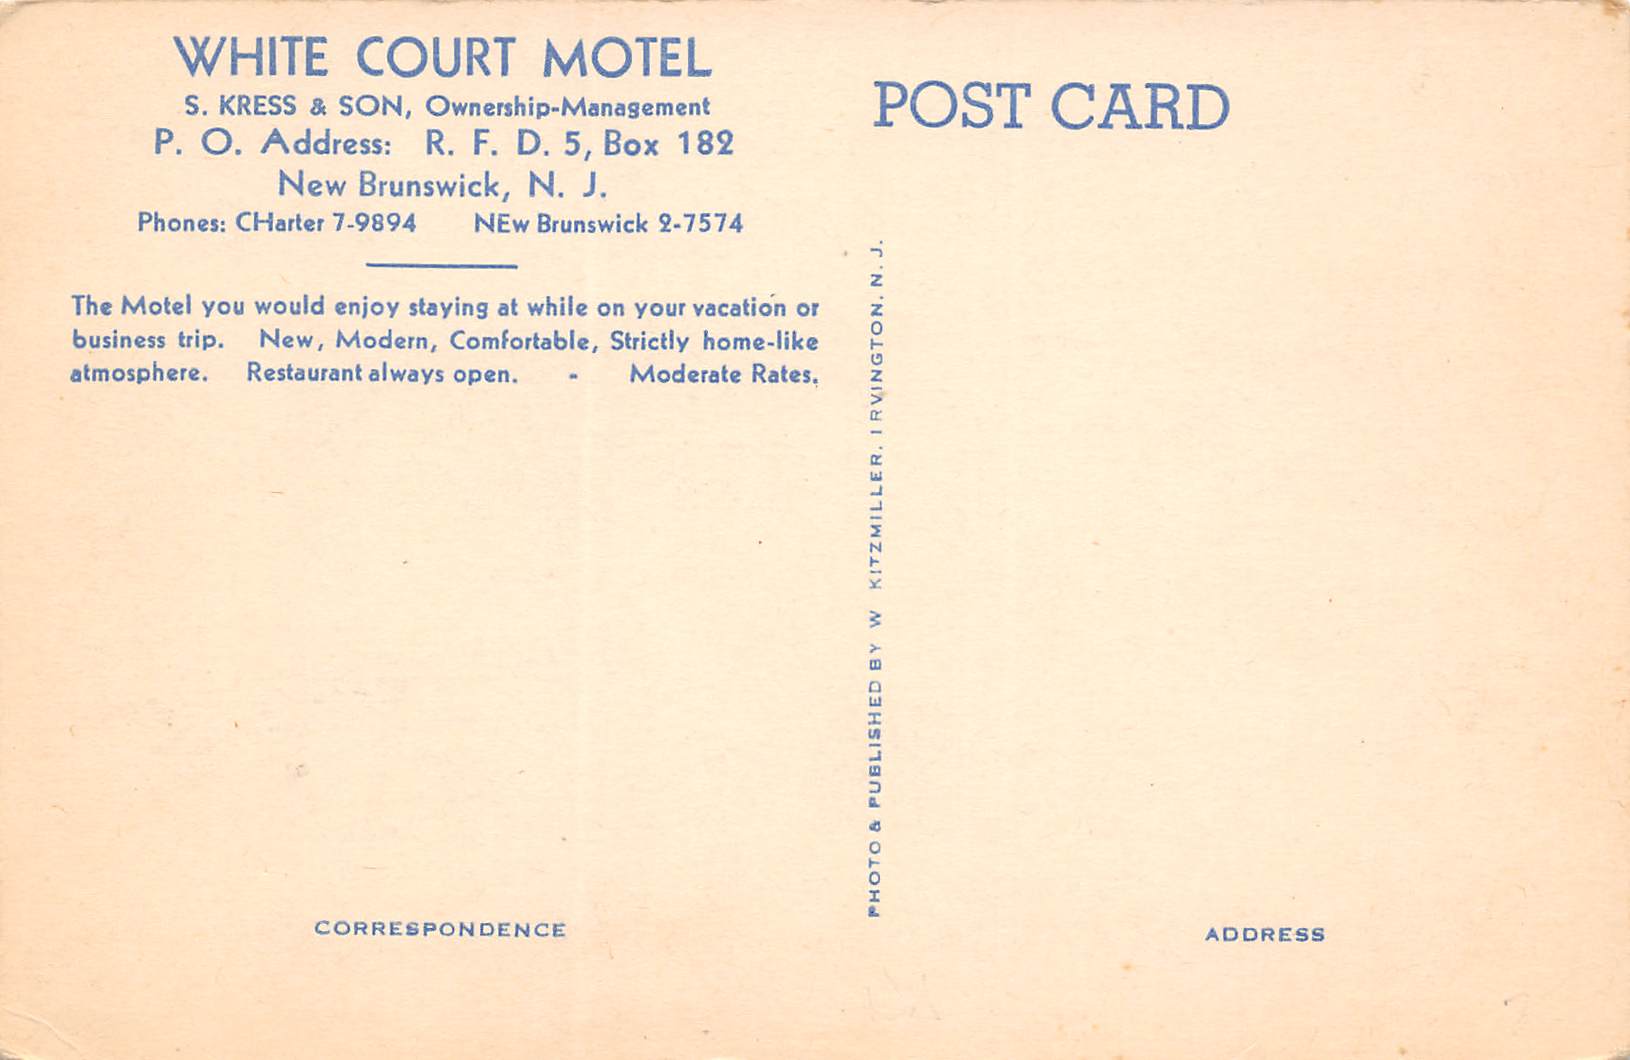 WHITE COURT MOTEL
S. KRESS & SON, Ownership-Management
P. O. Address: R. F. D. 5, Box 182
New Brunswick, N. J.
Phones: CHarter 7-9894 NEw Brunswick 2-7574
The Motel you would enjoy staying at while on your vacation or
business trip. New, Modern, Comfortable, Strictly home-like
atmosphere. Restaurant always open. - Moderate Rates.
CORRESPONDENCE
PHOTO & PUBLISHED BY W KITZMILLER. IRVINGTON. N. J.
POST CARD
ADDRESS